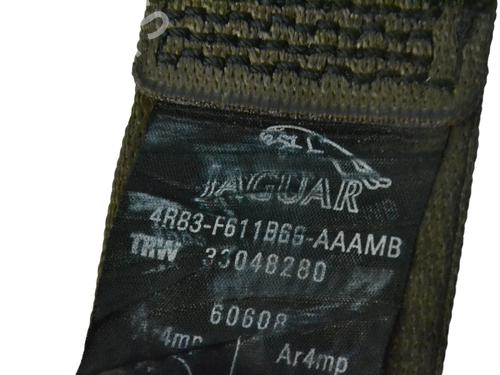 JAGUAR
4R83-F611B66-AAAMB
TRW 33048280
60608
Ar4mp Ar4mp